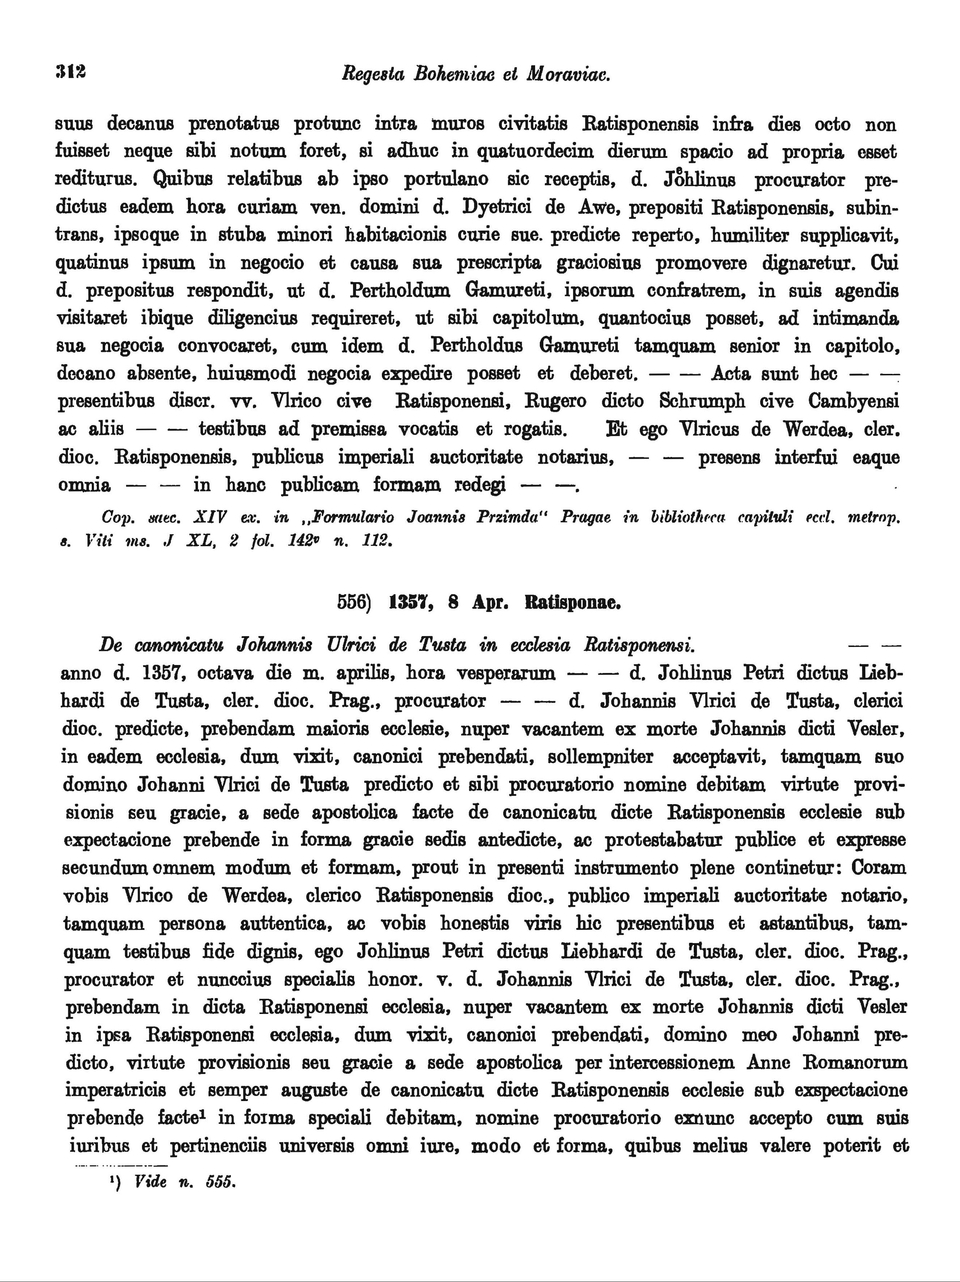 312 Regesta Bohemiae et Moraviae.
suus decanus prenotatus protunc intra muros civitatis Ratisponensis infra dies octo non
fuisset neque sibi notum foret, si adhuc in quatuordecim dierum spacio ad propria esset
rediturus. Quibus relatibus ab ipso portulano sic receptis, d. Jo̊hlinus procurator pre-
dictus eadem hora curiam ven. domini d. Dyetrici de Awe, prepositi Ratisponensis, subin-
trans, ipsoque in stuba minori habitacionis curie sue. predicte reperto, humiliter supplicavit,
quatinus ipsum in negocio et causa sua prescripta graciosius promovere dignaretur. Cui
d. prepositus respondit, ut d. Pertholdum Gamureti, ipsorum confratrem, in suis agendis
visitaret ibique diligencius requireret, ut sibi capitolum, quantocius posset, ad intimanda
sua negocia convocaret, cum idem d. Pertholdus Gamureti tamquam senior in capitolo,
decano absente, huiusmodi negocia expedire posset et deberet. — — Acta sunt hec — —
presentibus discr. vv. Vlrico cive Ratisponensi, Rugero dicto Schrumph cive Cambyensi
ac aliis — — testibus ad premissa vocatis et rogatis. Et ego Vlricus de Werdea, cler.
dioc. Ratisponensis, publicus imperiali auctoritate notarius, — — presens interfui eaque
omnia — — in hanc publicam formam redegi — —.
Cop. saec. XIV ex. in „Formulario Joannis Przimda“ Pragae in bibliotheca capituli eccl. metrop.
s. Viti ms. J XL, 2 fol. 142ᵛ n. 112.
556) 1357, 8 Apr. Ratisponae.
De canonicatu Johannis Ulrici de Tusta in ecclesia Ratisponensi. — —
anno d. 1357, octava die m. aprilis, hora vesperarum — — d. Johlinus Petri dictus Lieb-
hardi de Tusta, cler. dioc. Prag., procurator — — d. Johannis Vlrici de Tusta, clerici
dioc. predicte, prebendam maioris ecclesie, nuper vacantem ex morte Johannis dicti Vesler,
in eadem ecclesia, dum vixit, canonici prebendati, sollempniter acceptavit, tamquam suo
domino Johanni Vlrici de Tusta predicto et sibi procuratorio nomine debitam virtute provi-
sionis seu gracie, a sede apostolica facte de canonicatu dicte Ratisponensis ecclesie sub
expectacione prebende in forma gracie sedis antedicte, ac protestabatur publice et expresse
secundum omnem modum et formam, prout in presenti instrumento plene continetur: Coram
vobis Vlrico de Werdea, clerico Ratisponensis dioc., publico imperiali auctoritate notario,
tamquam persona auttentica, ac vobis honestis viris hic presentibus et astantibus, tam-
quam testibus fide dignis, ego Johlinus Petri dictus Liebhardi de Tusta, cler. dioc. Prag.,
procurator et nunccius specialis honor. v. d. Johannis Vlrici de Tusta, cler. dioc. Prag.,
prebendam in dicta Ratisponensi ecclesia, nuper vacantem ex morte Johannis dicti Vesler
in ipsa Ratisponensi ecclesia, dum vixit, canonici prebendati, domino meo Johanni pre-
dicto, virtute provisionis seu gracie a sede apostolica per intercessionem Anne Romanorum
imperatricis et semper auguste de canonicatu dicte Ratisponensis ecclesie sub exspectacione
prebende facte¹ in forma speciali debitam, nomine procuratorio exnunc accepto cum suis
iuribus et pertinenciis universis omni iure, modo et forma, quibus melius valere poterit et
¹) Vide n. 555.